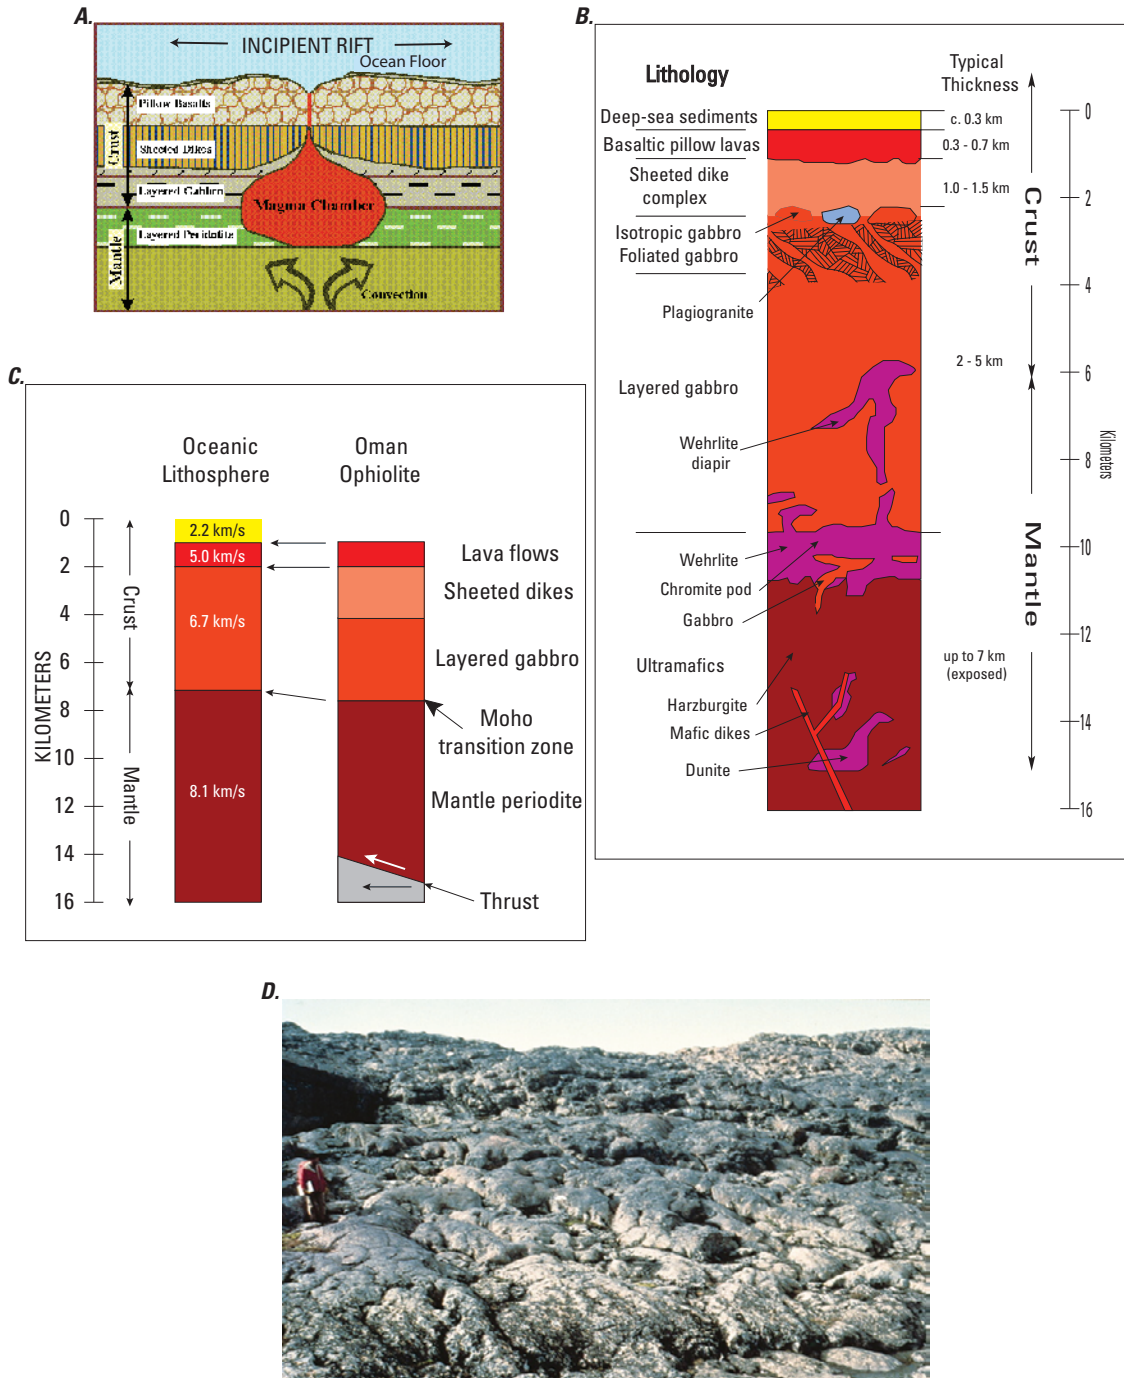 A.
INCIPIENT RIFT
Ocean Floor
Pillow Basalts
Sheeted Dikes
Layered Gabbro
Magma Chamber
Layered Peridotite
Convection
Crust
Mantle
B.
Lithology
Typical
Thickness
Deep-sea sediments
c. 0.3 km
Basaltic pillow lavas
0.3 - 0.7 km
Sheeted dike
complex
1.0 - 1.5 km
Isotropic gabbro
Foliated gabbro
Plagiogranite
Layered gabbro
2 - 5 km
Wehrlite
diapir
Wehrlite
Chromite pod
Gabbro
Ultramafics
up to 7 km
(exposed)
Harzburgite
Mafic dikes
Dunite
Crust
Mantle
0
2
4
6
8
10
12
14
16
Kilometers
C.
Oceanic
Lithosphere
Oman
Ophiolite
0
2
4
6
8
10
12
14
16
KILOMETERS
Crust
Mantle
2.2 km/s
5.0 km/s
6.7 km/s
8.1 km/s
Lava flows
Sheeted dikes
Layered gabbro
Moho
transition zone
Mantle periodite
Thrust
D.